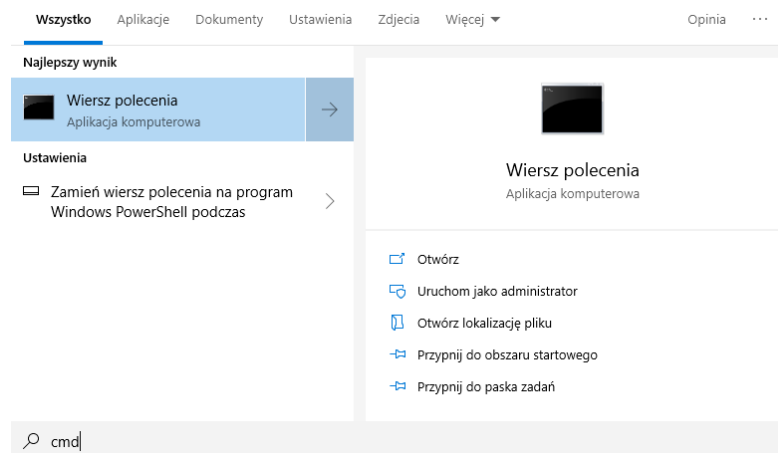 Wszystko Aplikacje Dokumenty Ustawienia Zdjecia Więcej Opinia ...
Najlepszy wynik
Wiersz polecenia
Aplikacja komputerowa
Ustawienia
Zamień wiersz polecenia na program
Windows PowerShell podczas
Wiersz polecenia
Aplikacja komputerowa
Otwórz
Uruchom jako administrator
Otwórz lokalizację pliku
Przypnij do obszaru startowego
Przypnij do paska zadań
cmd